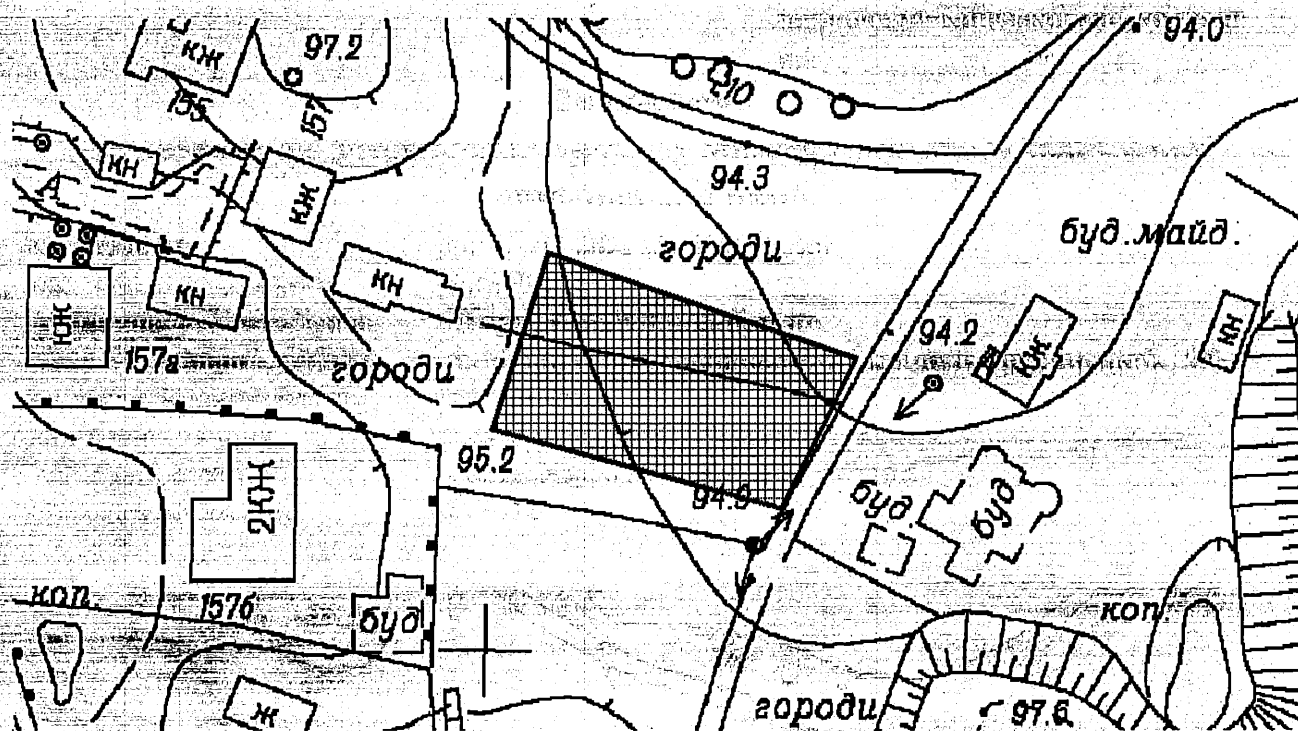 94.0
кж
97.2
10
155
157
94.3
кн
А
кж
городи
буд.майд.
кн
кн
94.2
кж
кж
кн
157а
городи
95.2
94.9
2КЖ
буд.
буд
коп.
157б
буд
коп.
ж
городи
97.6